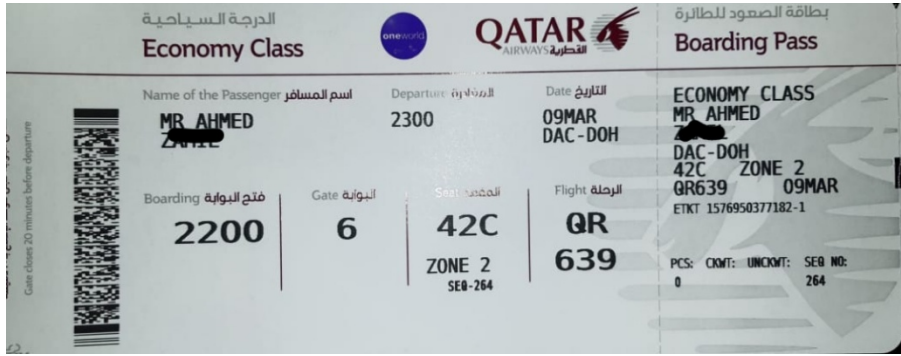 الدرجة السياحية
Economy Class
oneworld
QATAR
AIRWAYS القطرية
بطاقة الصعود للطائرة
Boarding Pass
Gate closes 20 minutes before departure
Name of the Passenger اسم المسافر
MR AHMED
Departure المغادرة
2300
Date التاريخ
09MAR
DAC-DOH
Boarding فتح البوابة
2200
Gate البوابة
6
Seat المقعد
42C
ZONE 2
SEQ-264
Flight الرحلة
QR
639
ECONOMY CLASS
MR AHMED
DAC-DOH
42C ZONE 2
QR639 09MAR
ETKT 1576950377182-1
PCS: CKWT: UNCKWT: SEQ NO:
0 264